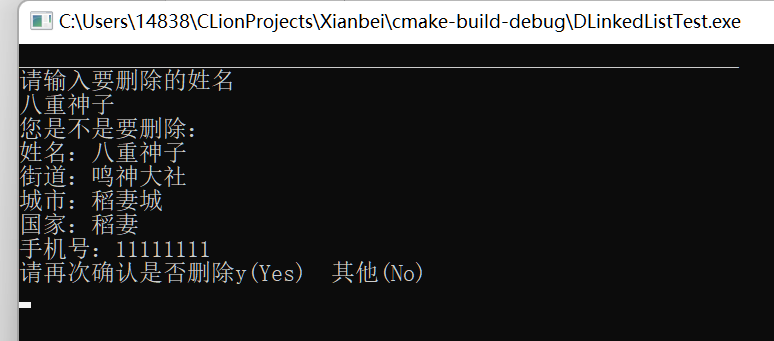 C:\Users\14838\CLionProjects\Xianbei\cmake-build-debug\DLinkedListTest.exe
请输入要删除的姓名
八重神子
您是不是要删除：
姓名：八重神子
街道：鸣神大社
城市：稻妻城
国家：稻妻
手机号：11111111
请再次确认是否删除y(Yes)  其他(No)